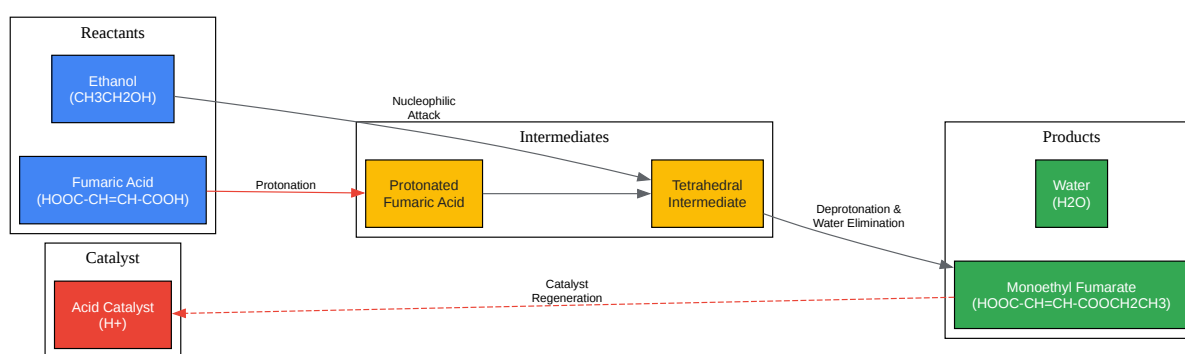 Reactants
Ethanol
(CH3CH2OH)
Fumaric Acid
(HOOC-CH=CH-COOH)
Catalyst
Acid Catalyst
(H+)
Protonation
Nucleophilic
Attack
Intermediates
Protonated
Fumaric Acid
Tetrahedral
Intermediate
Deprotonation &
Water Elimination
Catalyst
Regeneration
Products
Water
(H2O)
Monoethyl Fumarate
(HOOC-CH=CH-COOCH2CH3)